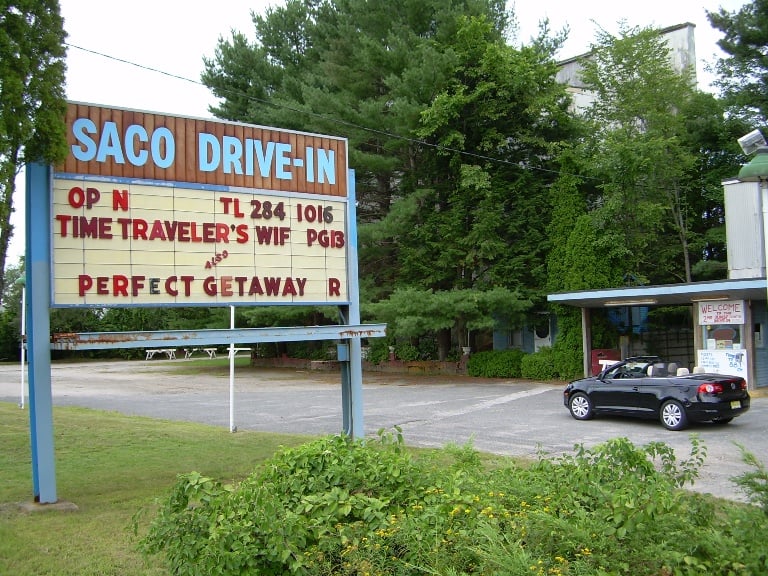 SACO DRIVE-IN
OP N TL 284 1016
TIME TRAVELER'S WIF PG13
ALSO
PERFECT GETAWAY R
WELCOME